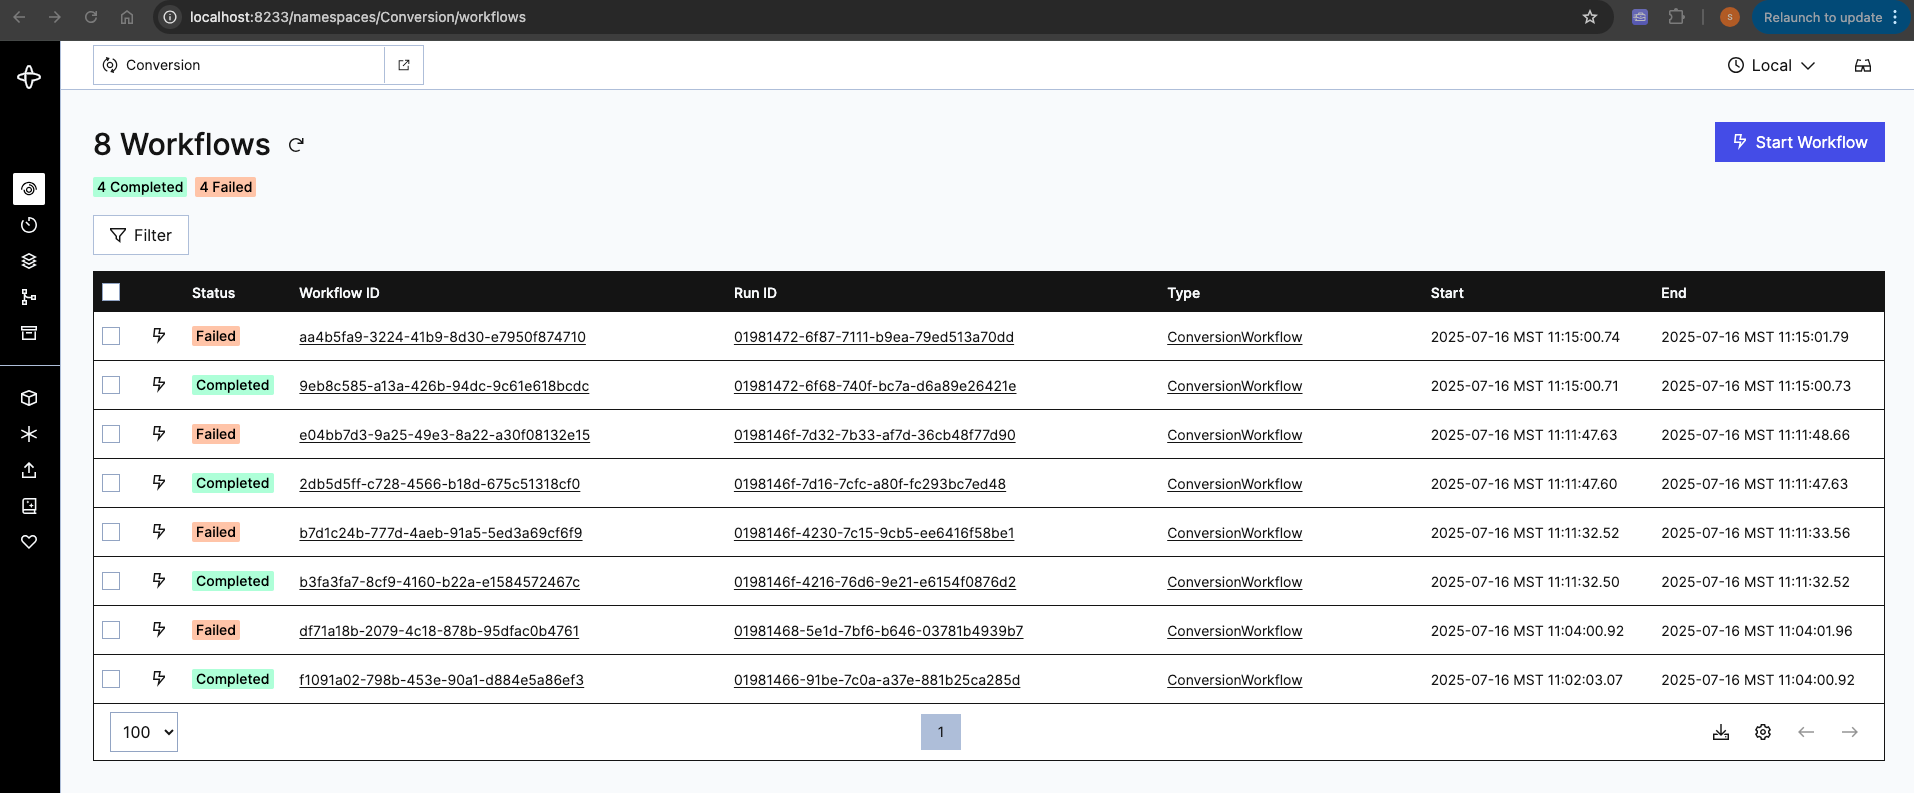 localhost:8233/namespaces/Conversion/workflows
S
Relaunch to update
Conversion
Local
8 Workflows
Start Workflow
4 Completed 4 Failed
Filter
Status Workflow ID Run ID Type Start End
Failed aa4b5fa9-3224-41b9-8d30-e7950f874710 01981472-6f87-7111-b9ea-79ed513a70dd ConversionWorkflow 2025-07-16 MST 11:15:00.74 2025-07-16 MST 11:15:01.79
Completed 9eb8c585-a13a-426b-94dc-9c61e618bcdc 01981472-6f68-740f-bc7a-d6a89e26421e ConversionWorkflow 2025-07-16 MST 11:15:00.71 2025-07-16 MST 11:15:00.73
Failed e04bb7d3-9a25-49e3-8a22-a30f08132e15 0198146f-7d32-7b33-af7d-36cb48f77d90 ConversionWorkflow 2025-07-16 MST 11:11:47.63 2025-07-16 MST 11:11:48.66
Completed 2db5d5ff-c728-4566-b18d-675c51318cf0 0198146f-7d16-7cfc-a80f-fc293bc7ed48 ConversionWorkflow 2025-07-16 MST 11:11:47.60 2025-07-16 MST 11:11:47.63
Failed b7d1c24b-777d-4aeb-91a5-5ed3a69cf6f9 0198146f-4230-7c15-9cb5-ee6416f58be1 ConversionWorkflow 2025-07-16 MST 11:11:32.52 2025-07-16 MST 11:11:33.56
Completed b3fa3fa7-8cf9-4160-b22a-e1584572467c 0198146f-4216-76d6-9e21-e6154f0876d2 ConversionWorkflow 2025-07-16 MST 11:11:32.50 2025-07-16 MST 11:11:32.52
Failed df71a18b-2079-4c18-878b-95dfac0b4761 01981468-5e1d-7bf6-b646-03781b4939b7 ConversionWorkflow 2025-07-16 MST 11:04:00.92 2025-07-16 MST 11:04:01.96
Completed f1091a02-798b-453e-90a1-d884e5a86ef3 01981466-91be-7c0a-a37e-881b25ca285d ConversionWorkflow 2025-07-16 MST 11:02:03.07 2025-07-16 MST 11:04:00.92
100 1